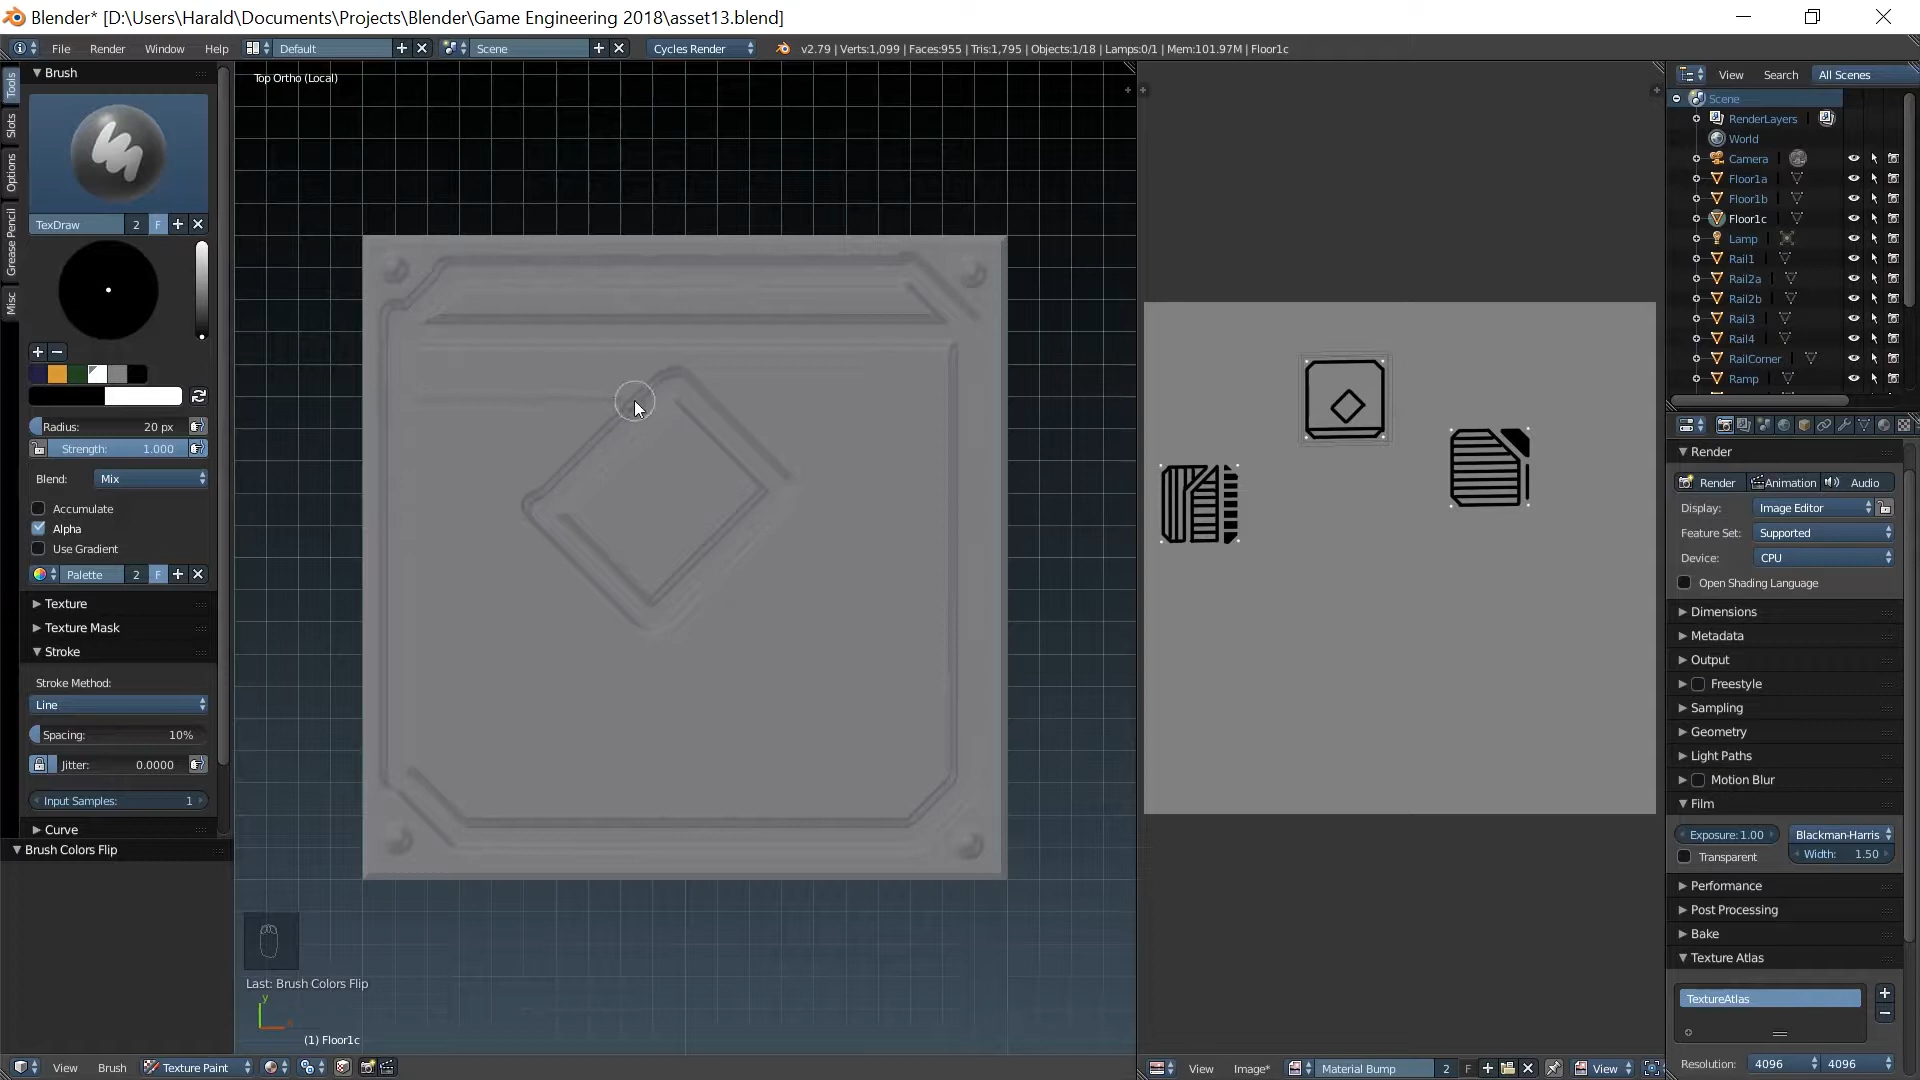 Blender* [D:\Users\Harald\Documents\Projects\Blender\Game Engineering 2018\asset13.blend]
File Render Window Help Default Scene Cycles Render v2.79 | Verts:1,099 | Faces:955 | Tris:1,795 | Objects:1/18 | Lamps:0/1 | Mem:101.97M | Floor1c
Tools
Slots
Options
Grease Pencil
Misc
Brush
TexDraw 2 F
Radius: 20 px
Strength: 1.000
Blend: Mix
Accumulate
Alpha
Use Gradient
Palette 2 F
Texture
Texture Mask
Stroke
Stroke Method:
Line
Spacing: 10%
Jitter: 0.0000
Input Samples: 1
Curve
Brush Colors Flip
Top Ortho (Local)
Last: Brush Colors Flip
y
(1) Floor1c
View Brush Texture Paint
View Image* Material Bump 2 F View
View Search All Scenes
Scene
RenderLayers
World
Camera
Floor1a
Floor1b
Floor1c
Lamp
Rail1
Rail2a
Rail2b
Rail3
Rail4
RailCorner
Ramp
Render
Render Animation Audio
Display: Image Editor
Feature Set: Supported
Device: CPU
Open Shading Language
Dimensions
Metadata
Output
Freestyle
Sampling
Geometry
Light Paths
Motion Blur
Film
Exposure: 1.00 Blackman-Harris
Transparent Width: 1.50
Performance
Post Processing
Bake
Texture Atlas
TextureAtlas
Resolution: 4096 4096